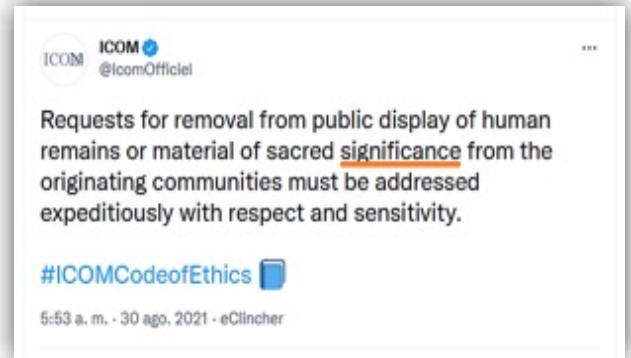 ICOM
ICOM
@IcomOfficiel
...
Requests for removal from public display of human
remains or material of sacred significance from the
originating communities must be addressed
expeditiously with respect and sensitivity.
#ICOMCodeofEthics 📘
5:53 a. m. · 30 ago. 2021 · eClincher